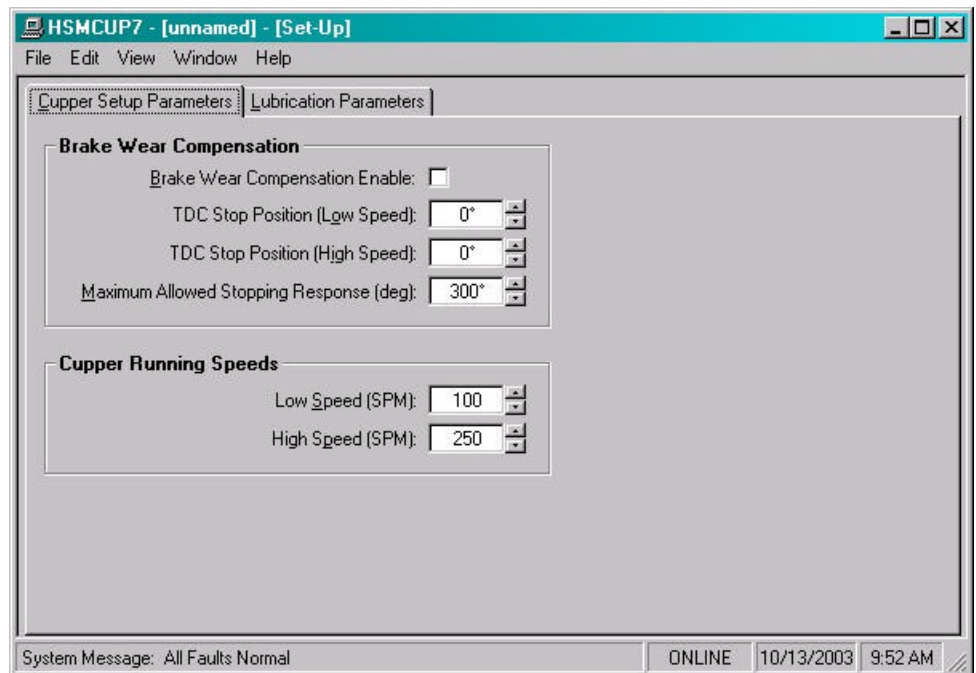 HSMCUP7 - [unnamed] - [Set-Up]
File Edit View Window Help
Cupper Setup Parameters Lubrication Parameters
Brake Wear Compensation
Brake Wear Compensation Enable:
TDC Stop Position (Low Speed): 0°
TDC Stop Position (High Speed): 0°
Maximum Allowed Stopping Response (deg): 300°
Cupper Running Speeds
Low Speed (SPM): 100
High Speed (SPM): 250
System Message: All Faults Normal ONLINE 10/13/2003 9:52 AM